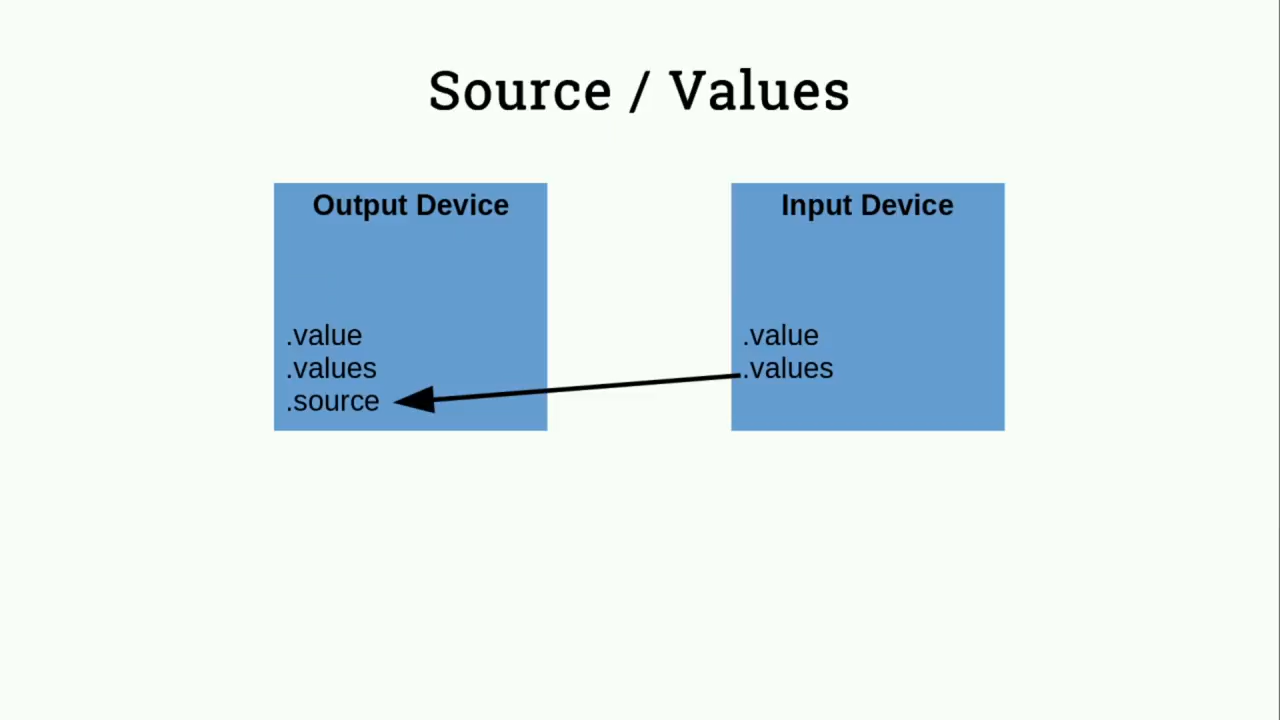 Source / Values
Output Device
.value
.values
.source
Input Device
.value
.values